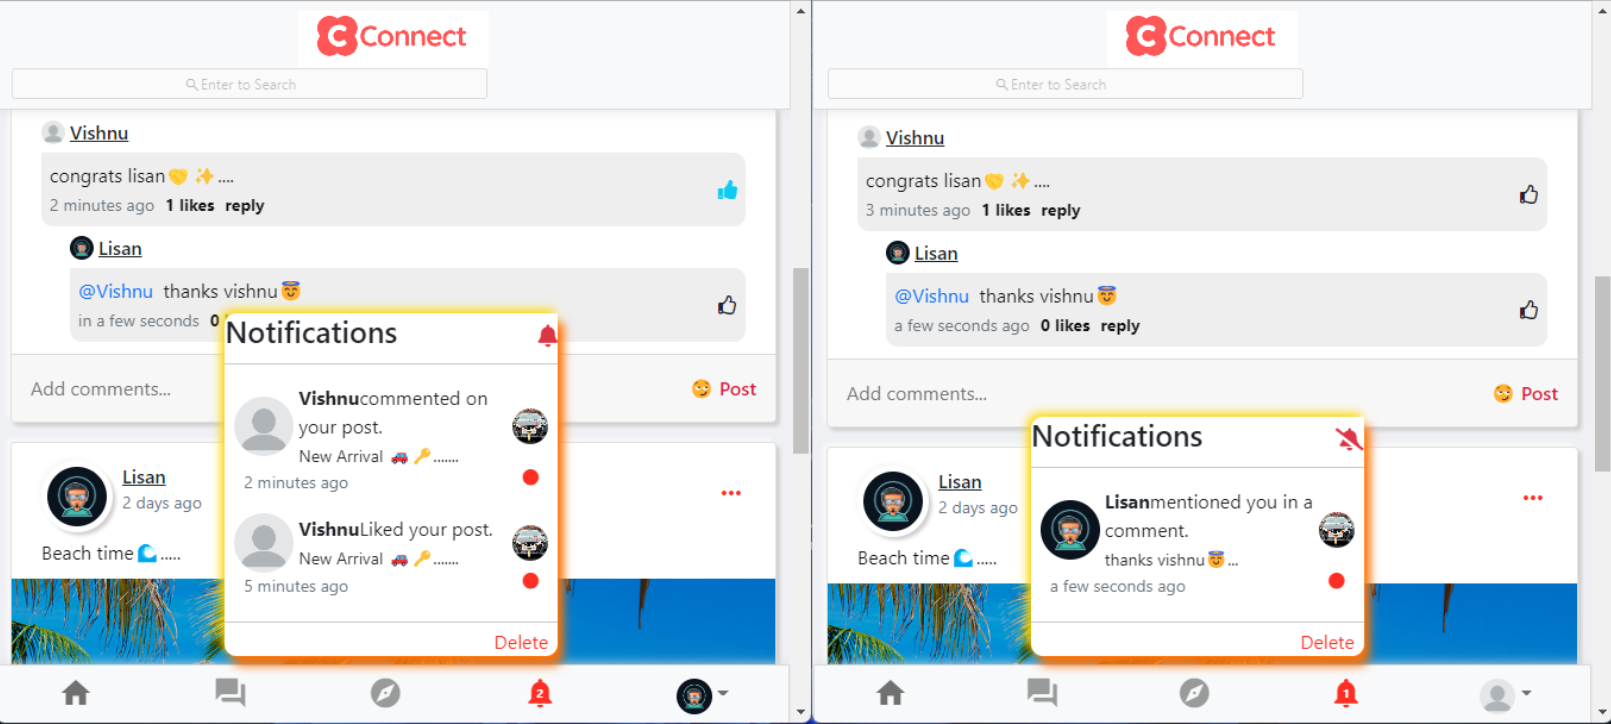 Connect
Enter to Search
Vishnu
congrats lisan🤝 ✨ ....
2 minutes ago 1 likes reply
Lisan
@Vishnu thanks vishnu😇
in a few seconds 0
Notifications
Add comments...
😏 Post
Vishnucommented on
your post.
New Arrival 🚗 🔑.......
2 minutes ago
VishnuLiked your post.
New Arrival 🚗 🔑.......
5 minutes ago
Delete
Lisan
2 days ago
Beach time🌊.....
2
Connect
Enter to Search
Vishnu
congrats lisan🤝 ✨ ....
3 minutes ago 1 likes reply
Lisan
@Vishnu thanks vishnu😇
a few seconds ago 0 likes reply
Add comments...
😏 Post
Notifications
Lisanmentioned you in a
comment.
thanks vishnu😇...
a few seconds ago
Delete
Lisan
2 days ago
Beach time🌊.....
1